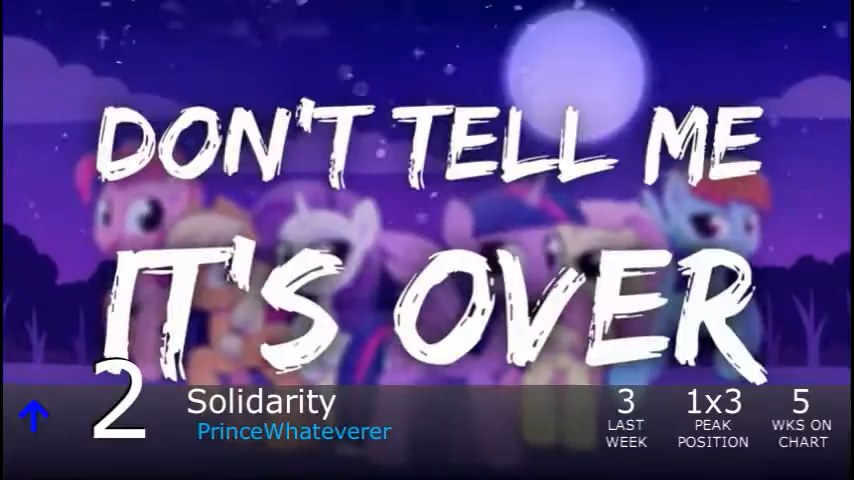 DON'T TELL ME
IT'S OVER
2
Solidarity
PrinceWhateverer
3
LAST
WEEK
1x3
PEAK
POSITION
5
WKS ON
CHART